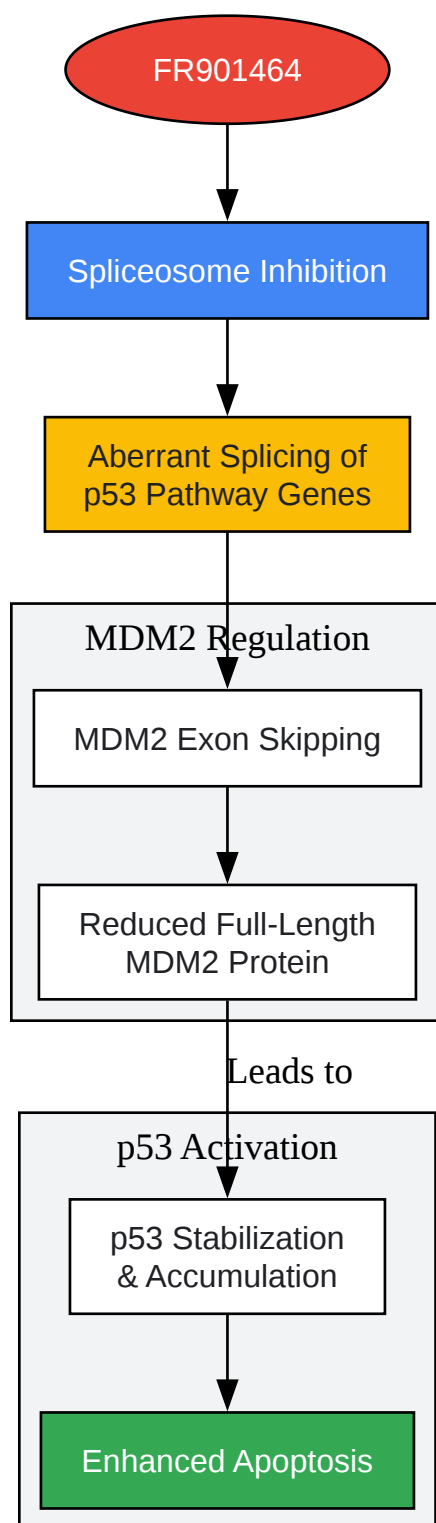 FR901464
Spliceosome Inhibition
Aberrant Splicing of
p53 Pathway Genes
MDM2 Regulation
MDM2 Exon Skipping
Reduced Full-Length
MDM2 Protein
Leads to
p53 Activation
p53 Stabilization
& Accumulation
Enhanced Apoptosis